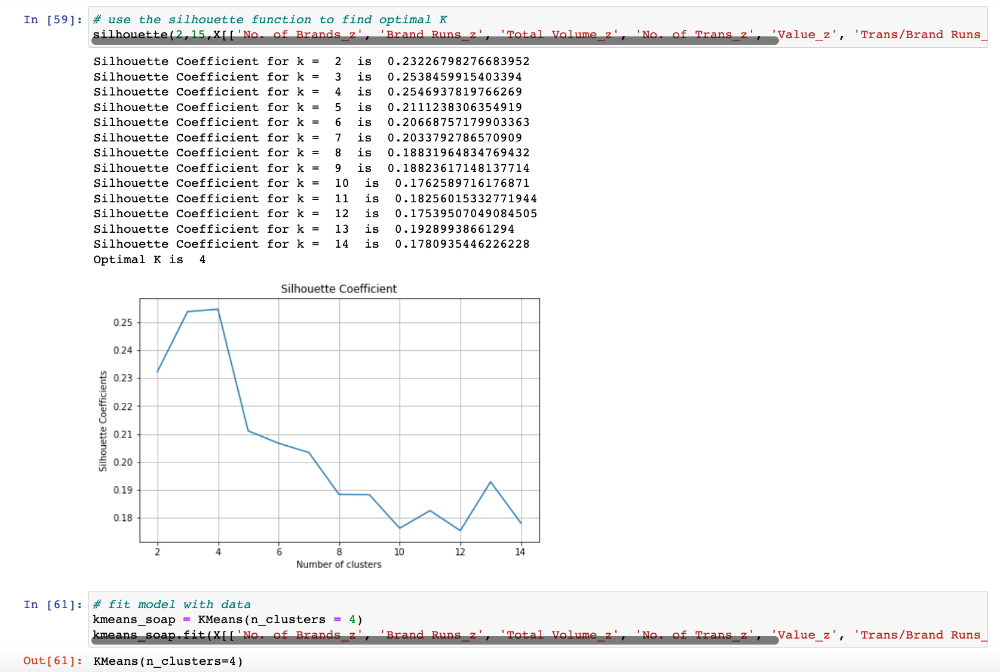 In [59]: # use the silhouette function to find optimal K
silhouette(2,15,X[['No. of Brands_z', 'Brand Runs_z', 'Total Volume_z', 'No. of Trans_z', 'Value_z', 'Trans/Brand Runs_
Silhouette Coefficient for k =  2  is  0.23226798276683952
Silhouette Coefficient for k =  3  is  0.2538459915403394
Silhouette Coefficient for k =  4  is  0.2546937819766269
Silhouette Coefficient for k =  5  is  0.2111238306354919
Silhouette Coefficient for k =  6  is  0.20668757179903363
Silhouette Coefficient for k =  7  is  0.2033792786570909
Silhouette Coefficient for k =  8  is  0.18831964834769432
Silhouette Coefficient for k =  9  is  0.18823617148137714
Silhouette Coefficient for k =  10  is  0.1762589716176871
Silhouette Coefficient for k =  11  is  0.18256015332771944
Silhouette Coefficient for k =  12  is  0.17539507049084505
Silhouette Coefficient for k =  13  is  0.19289938661294
Silhouette Coefficient for k =  14  is  0.1780935446226228
Optimal K is  4
Silhouette Coefficient
Silhouette Coefficients
0.25
0.24
0.23
0.22
0.21
0.20
0.19
0.18
2 4 6 8 10 12 14
Number of clusters
In [61]: # fit model with data
kmeans_soap = KMeans(n_clusters = 4)
kmeans_soap.fit(X[['No. of Brands_z', 'Brand Runs_z', 'Total Volume_z', 'No. of Trans_z', 'Value_z', 'Trans/Brand Runs_
Out[61]: KMeans(n_clusters=4)